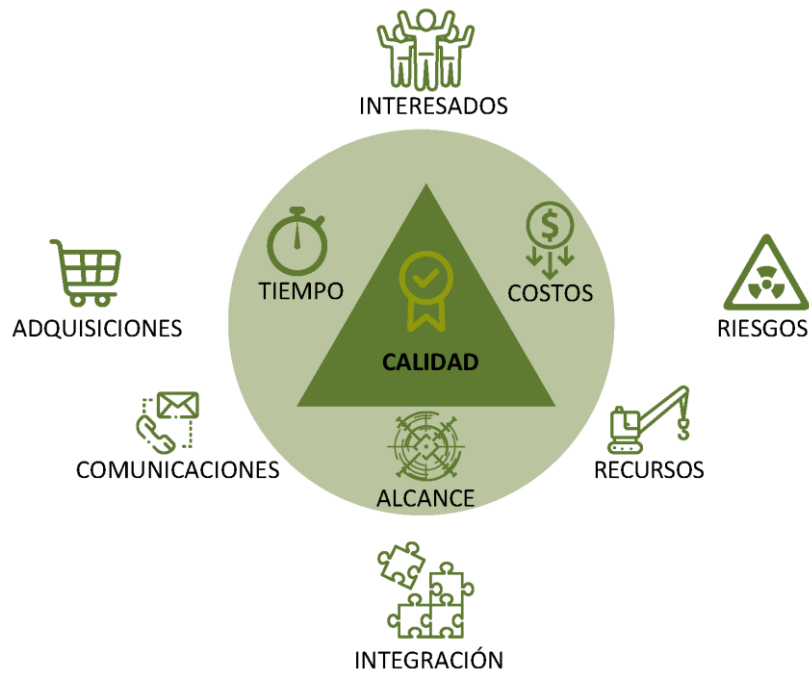 INTERESADOS
TIEMPO
COSTOS
ADQUISICIONES
RIESGOS
CALIDAD
COMUNICACIONES
RECURSOS
ALCANCE
INTEGRACIÓN